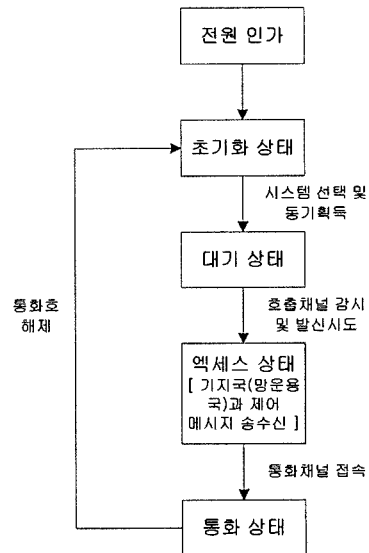 전원 인가
초기화 상태
시스템 선택 및
동기획득
대기 상태
통화호
해제
호출채널 감시
및 발신시도
엑세스 상태
[ 기지국(망운용
국)과 제어
메시지 송수신 ]
통화채널 접속
통화 상태